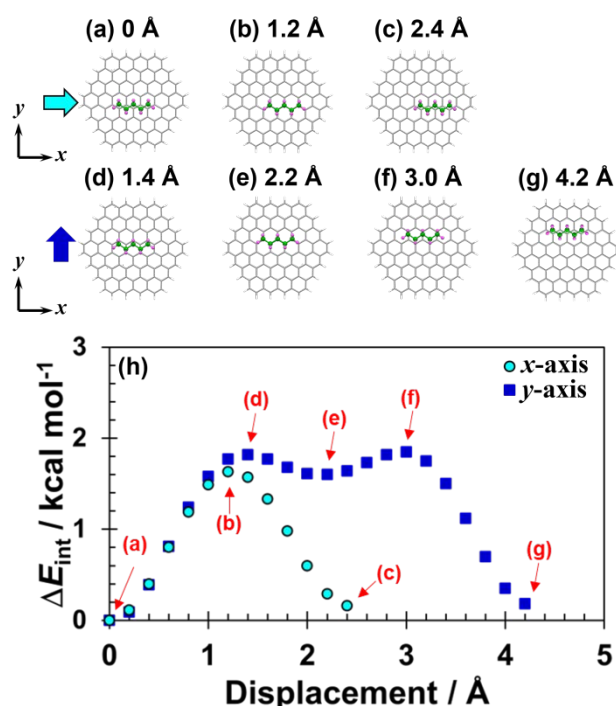 (a) 0 Å (b) 1.2 Å (c) 2.4 Å
y
x
(d) 1.4 Å (e) 2.2 Å (f) 3.0 Å (g) 4.2 Å
y
x
(h)
x-axis
y-axis
(d) (e) (f)
(b)
(a)
(c)
(g)
3
2
1
0
ΔE_int / kcal mol⁻¹
0 1 2 3 4 5
Displacement / Å